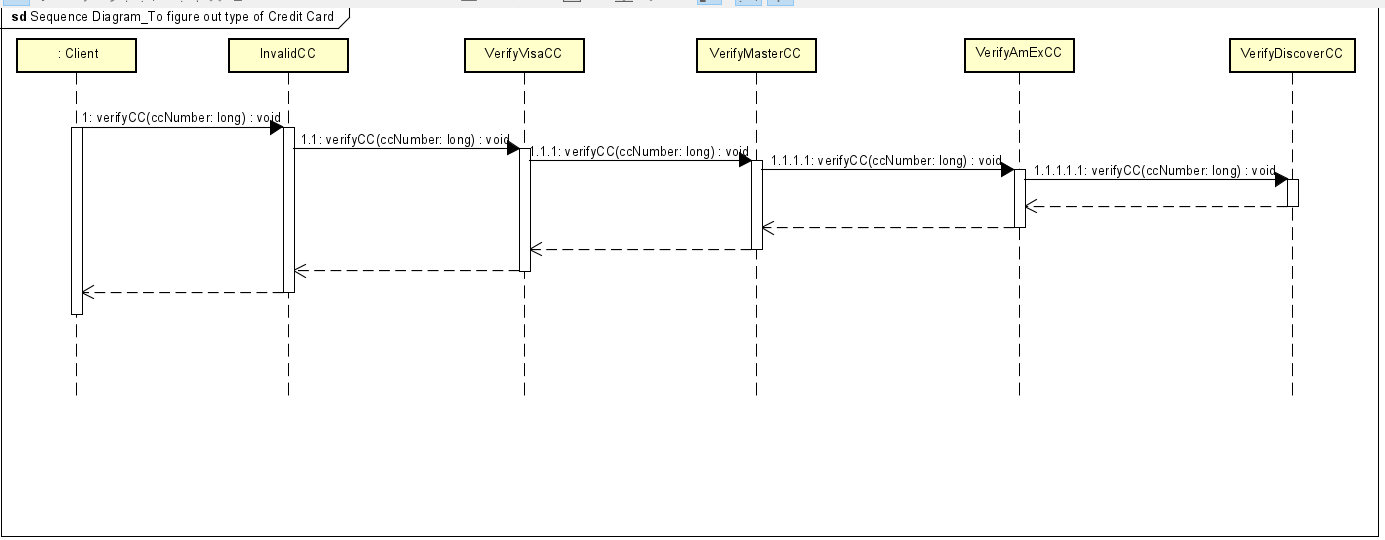 sd Sequence Diagram_To figure out type of Credit Card
: Client
InvalidCC
VerifyVisaCC
VerifyMasterCC
VerifyAmExCC
VerifyDiscoverCC
1: verifyCC(ccNumber: long) : void
1.1: verifyCC(ccNumber: long) : void
1.1.1: verifyCC(ccNumber: long) : void
1.1.1.1: verifyCC(ccNumber: long) : void
1.1.1.1.1: verifyCC(ccNumber: long) : void